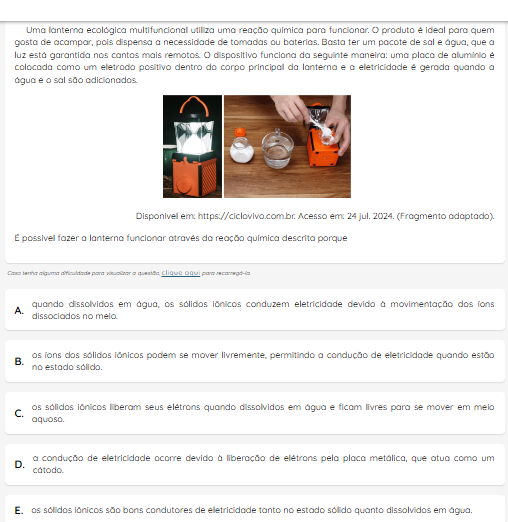 Uma lanterna ecológica multifuncional utiliza uma reação química para funcionar. O produto é ideal para quem
gosta de acampar, pois dispensa a necessidade de tomadas ou baterias. Basta ter um pacote de sal e água, que a
luz está garantida nos cantos mais remotos. O dispositivo funciona da seguinte maneira: uma placa de alumínio é
colocada como um eletrodo positivo dentro do corpo principal da lanterna e a eletricidade é gerada quando a
água e o sal são adicionados.
Disponível em: https://ciclovivo.com.br. Acesso em: 24 jul. 2024. (Fragmento adaptado).
É possível fazer a lanterna funcionar através da reação química descrita porque
Caso tenha alguma dificuldade para visualizar a questão, clique aqui para recarregá-la.
A. quando dissolvidos em água, os sólidos iônicos conduzem eletricidade devido à movimentação dos íons
dissociados no meio.
B. os íons dos sólidos iônicos podem se mover livremente, permitindo a condução de eletricidade quando estão
no estado sólido.
C. os sólidos iônicos liberam seus elétrons quando dissolvidos em água e ficam livres para se mover em meio
aquoso.
D. a condução de eletricidade ocorre devido à liberação de elétrons pela placa metálica, que atua como um
cátodo.
E. os sólidos iônicos são bons condutores de eletricidade tanto no estado sólido quanto dissolvidos em água.